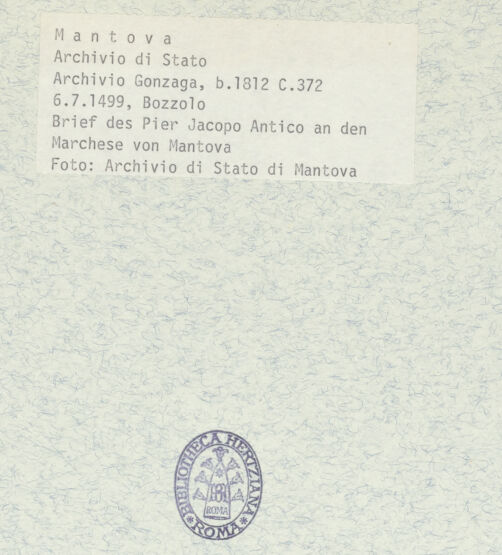 M a n t o v a
Archivio di Stato
Archivio Gonzaga, b.1812 C.372
6.7.1499, Bozzolo
Brief des Pier Jacopo Antico an den
Marchese von Mantova
Foto: Archivio di Stato di Mantova
BIBLIOTHECA HERTZIANA
ROMA
*ROMA*